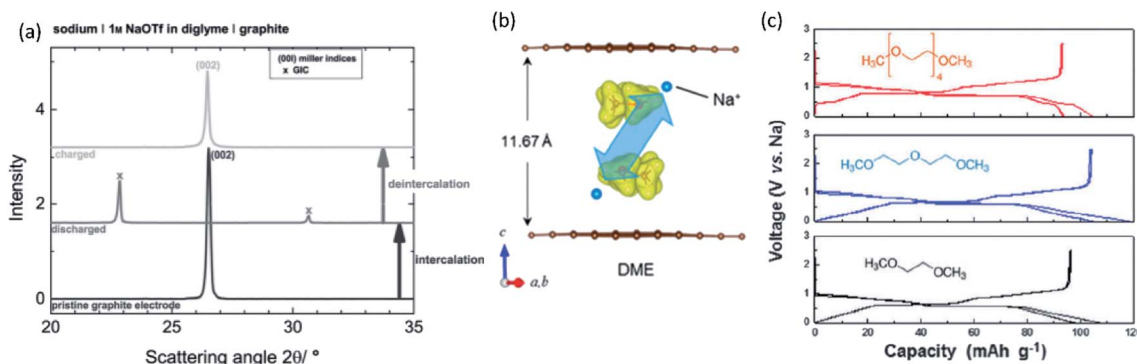 (a)
sodium | 1M NaOTf in diglyme | graphite
(00l) miller indices
x GIC
(002)
(002)
charged
x
x
discharged
deintercalation
intercalation
pristine graphite electrode
Intensity
0
2
4
20
25
30
35
Scattering angle 2θ/ °
(b)
Na⁺
11.67 Å
c
a,b
DME
(c)
Voltage (V vs. Na)
3
2
1
0
H₃C O O OCH₃
4
3
2
1
0
H₃CO O OCH₃
3
2
1
0
H₃CO OCH₃
0 20 40 60 80 100 120
Capacity (mAh g⁻¹)